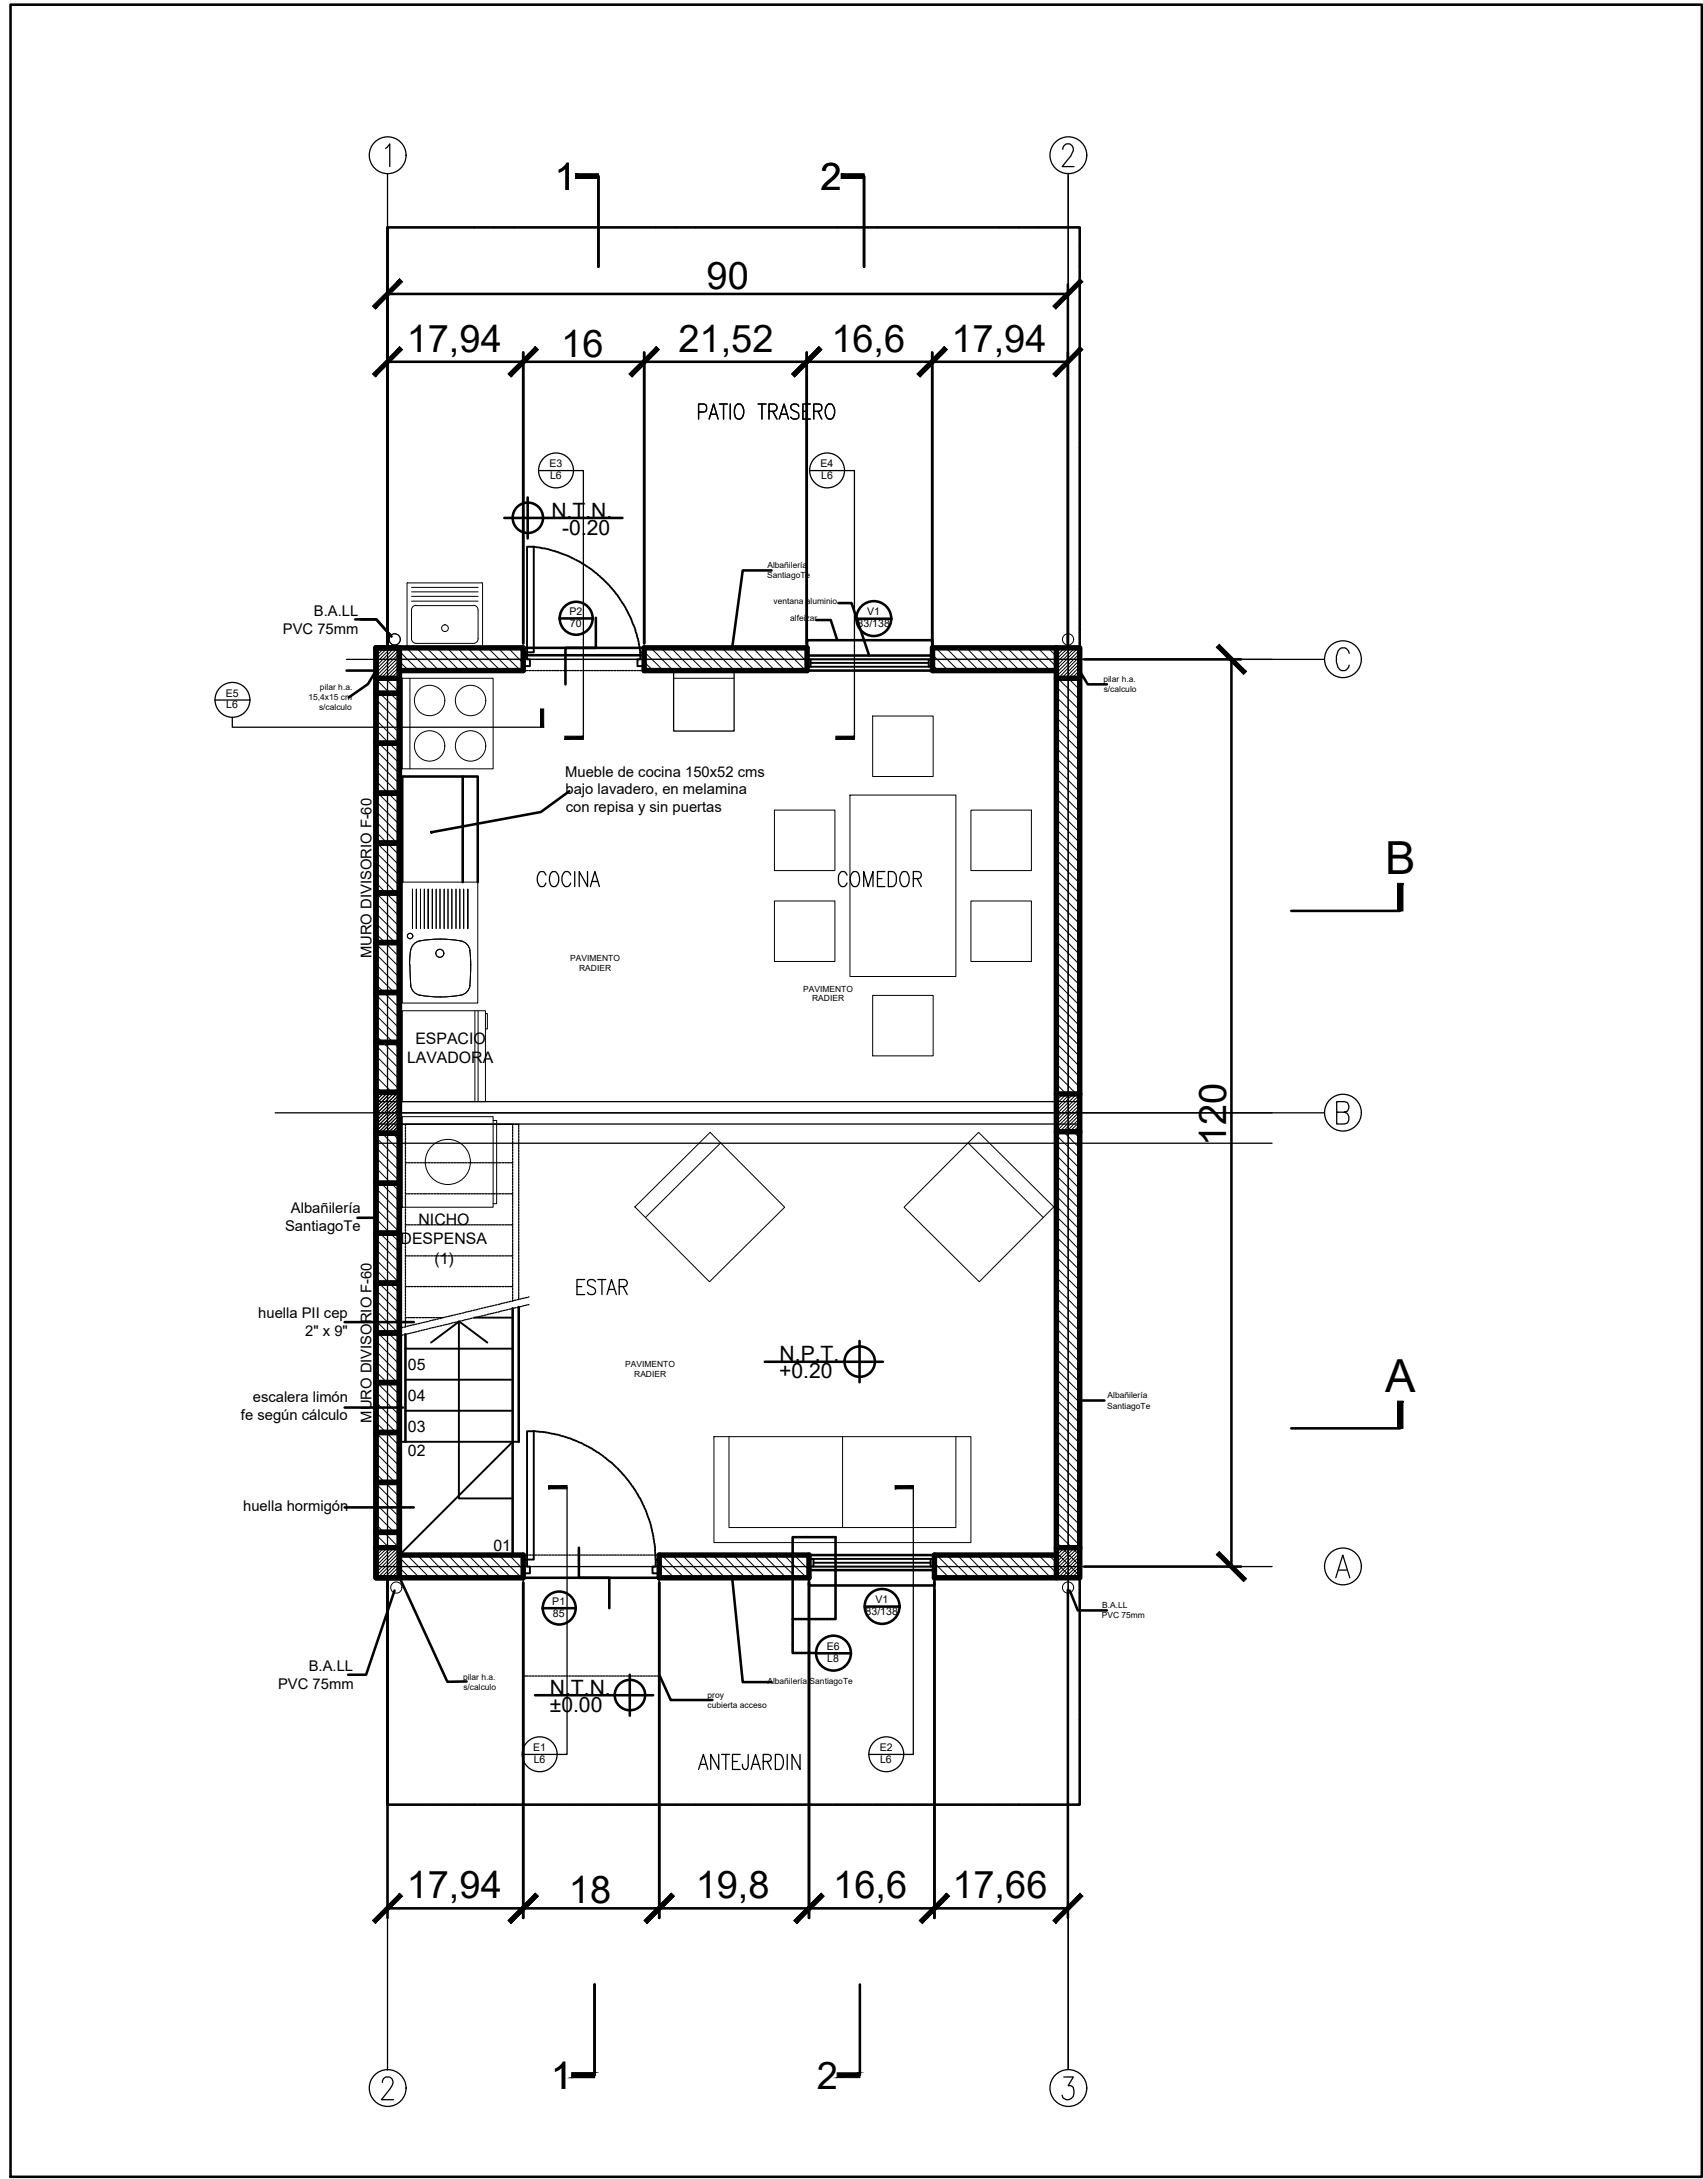 1
2
1
2
90
17,94
16
21,52
16,6
17,94
PATIO TRASERO
E3
L6
E4
L6
N.T.N.
-0.20
Albañilería
SantiagoTe
ventana aluminio
alfeizar
P2
70
V1
83/138
B.A.LL
PVC 75mm
C
pilar h.a.
15,4x15 cm
s/calculo
pilar h.a.
s/calculo
E5
L6
Mueble de cocina 150x52 cms
bajo lavadero, en melamina
con repisa y sin puertas
MURO DIVISORIO F-60
COCINA
COMEDOR
B
PAVIMENTO
RADIER
PAVIMENTO
RADIER
ESPACIO
LAVADORA
120
B
Albañilería
SantiagoTe
NICHO
DESPENSA
(1)
ESTAR
huella PII cep
2" x 9"
MURO DIVISORIO F-60
N.P.T.
+0.20
PAVIMENTO
RADIER
A
05
04
03
02
01
escalera limón
fe según cálculo
Albañilería
SantiagoTe
huella hormigón
A
P1
85
V1
83/138
B.A.LL
PVC 75mm
E6
L8
B.A.LL
PVC 75mm
pilar h.a.
s/calculo
Albañilería SantiagoTe
N.T.N.
±0.00
proy
cubierta acceso
E1
L6
E2
L6
ANTEJARDIN
17,94
18
19,8
16,6
17,66
1
2
2
3